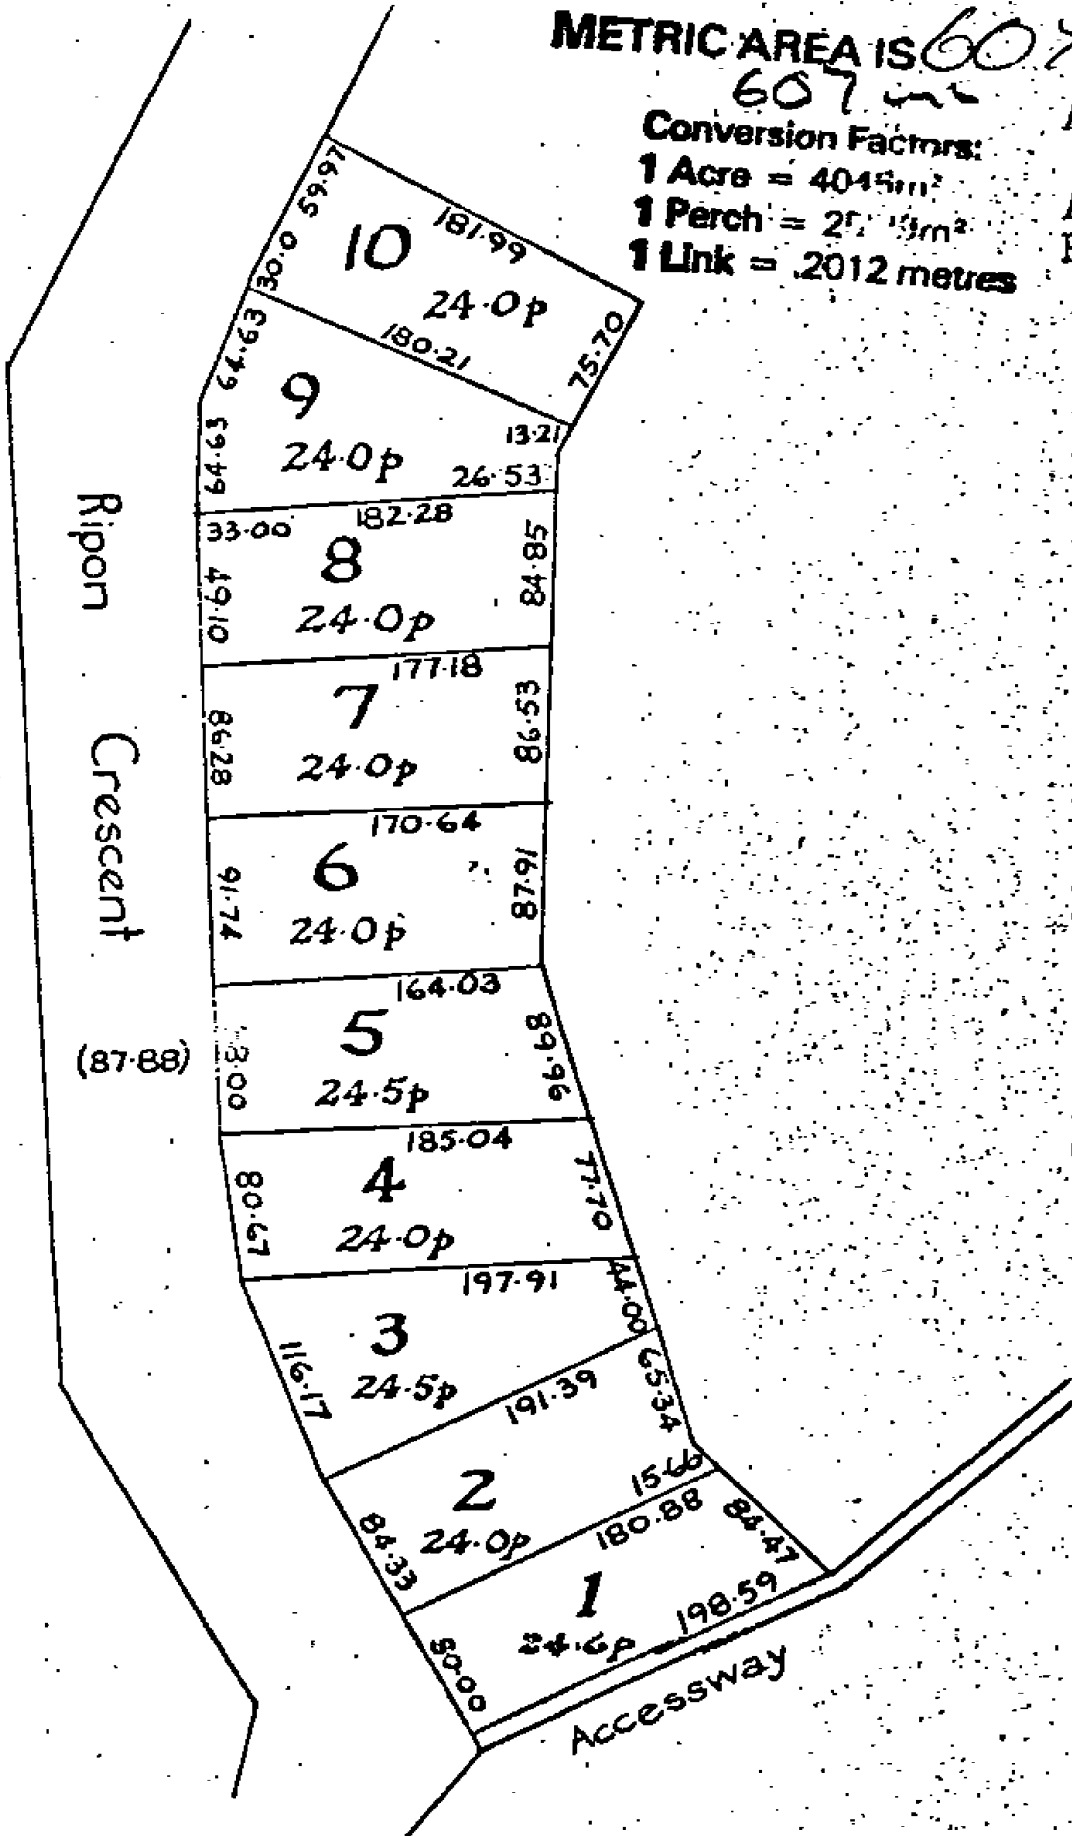 METRIC AREA IS 607
607 m²
Conversion Factors:
1 Acre = 4045m²
1 Perch =
1 Link = .2012 metres
59.97
30.0
10
181.99
24.0p
75.70
180.21
64.63
9
64.63
24.0p
13.21
26.53
33.00
182.28
8
49.10
24.0p
84.85
177.18
7
86.28
24.0p
86.53
170.64
6
91.74
24.0p
87.91
164.03
5
(87.88)
24.5p
89.96
185.04
4
80.67
24.0p
77.70
197.91
44.00
3
116.17
24.5p
191.39
65.34
2
15.66
84.33
24.0p
180.88
84.47
1
24.6p
198.59
80.00
Accessway
Ripon Crescent